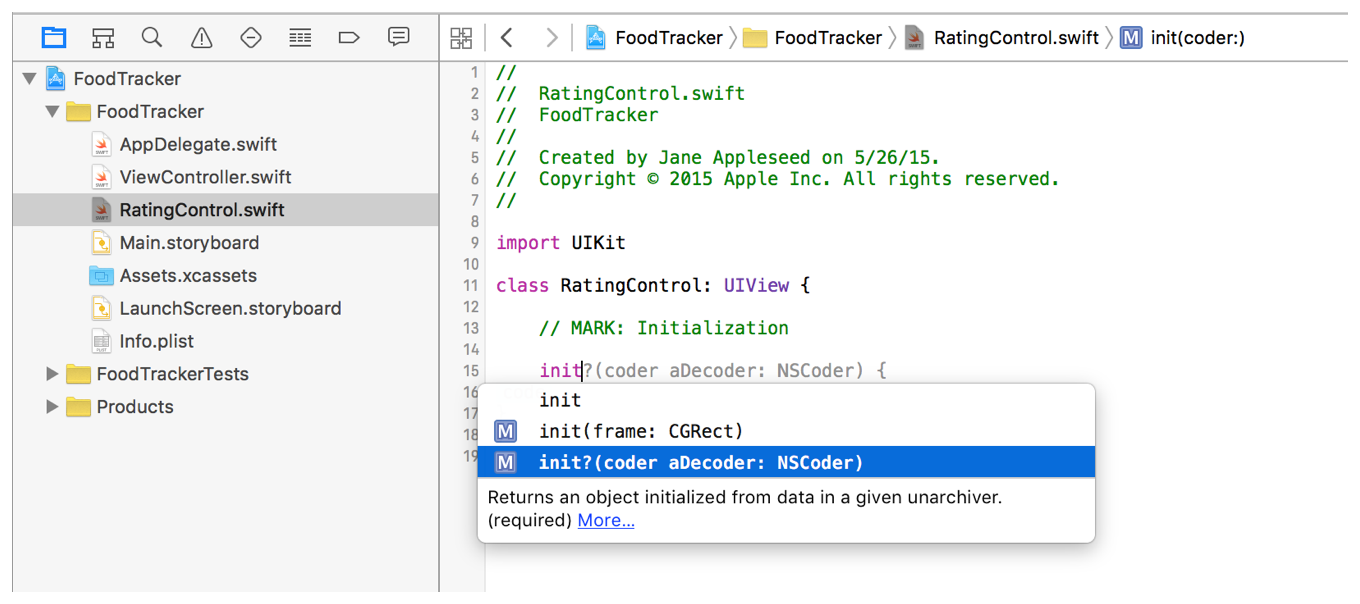 FoodTracker
FoodTracker
AppDelegate.swift
ViewController.swift
RatingControl.swift
Main.storyboard
Assets.xcassets
LaunchScreen.storyboard
Info.plist
FoodTrackerTests
Products
FoodTracker FoodTracker RatingControl.swift M init(coder:)
1 //
2 //  RatingControl.swift
3 //  FoodTracker
4 //
5 //  Created by Jane Appleseed on 5/26/15.
6 //  Copyright © 2015 Apple Inc. All rights reserved.
7 //
8
9 import UIKit
10
11 class RatingControl: UIView {
12
13     // MARK: Initialization
14
15     init?(coder aDecoder: NSCoder) {
16
17
18
19
init
M init(frame: CGRect)
M init?(coder aDecoder: NSCoder)
Returns an object initialized from data in a given unarchiver.
(required) More...